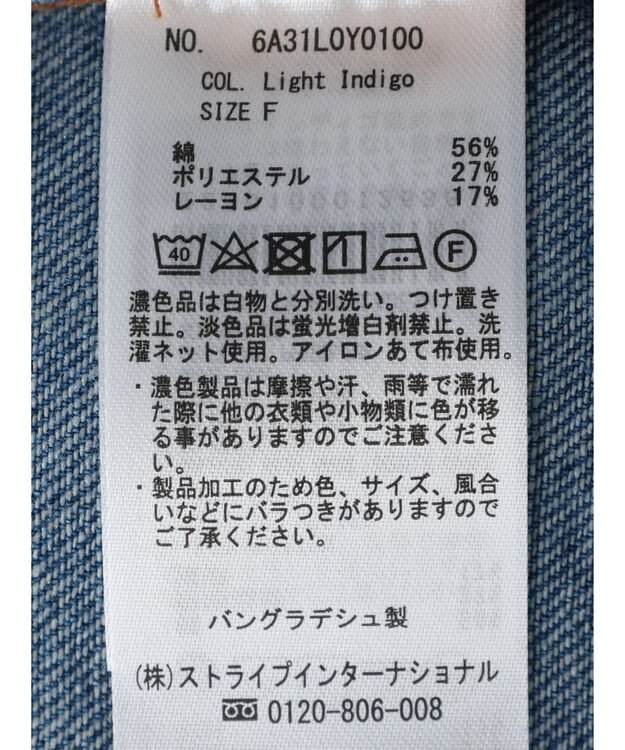 NO. 6A31L0Y0100
COL. Light Indigo
SIZE F
綿 56%
ポリエステル 27%
レーヨン 17%
40 F
濃色品は白物と分別洗い。つけ置き
禁止。淡色品は蛍光増白剤禁止。洗
濯ネット使用。アイロンあて布使用。
・濃色製品は摩擦や汗、雨等で濡れ
た際に他の衣類や小物類に色が移
る事がありますのでご注意くださ
い。
・製品加工のため色、サイズ、風合
いなどにバラつきがありますので
ご了承ください。
バングラデシュ製
(株)ストライプインターナショナル
0120-806-008